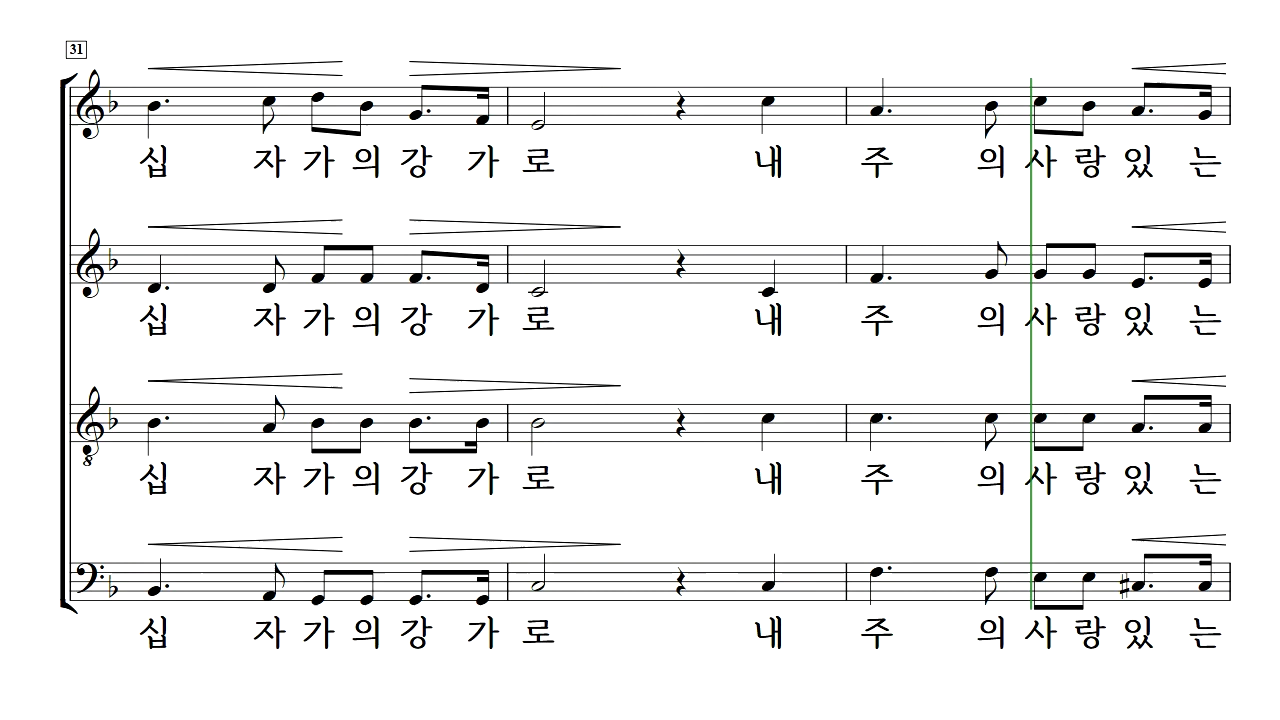 31
십 자 가 의 강 가 로 내 주 의 사 랑 있 는
십 자 가 의 강 가 로 내 주 의 사 랑 있 는
8
십 자 가 의 강 가 로 내 주 의 사 랑 있 는
십 자 가 의 강 가 로 내 주 의 사 랑 있 는